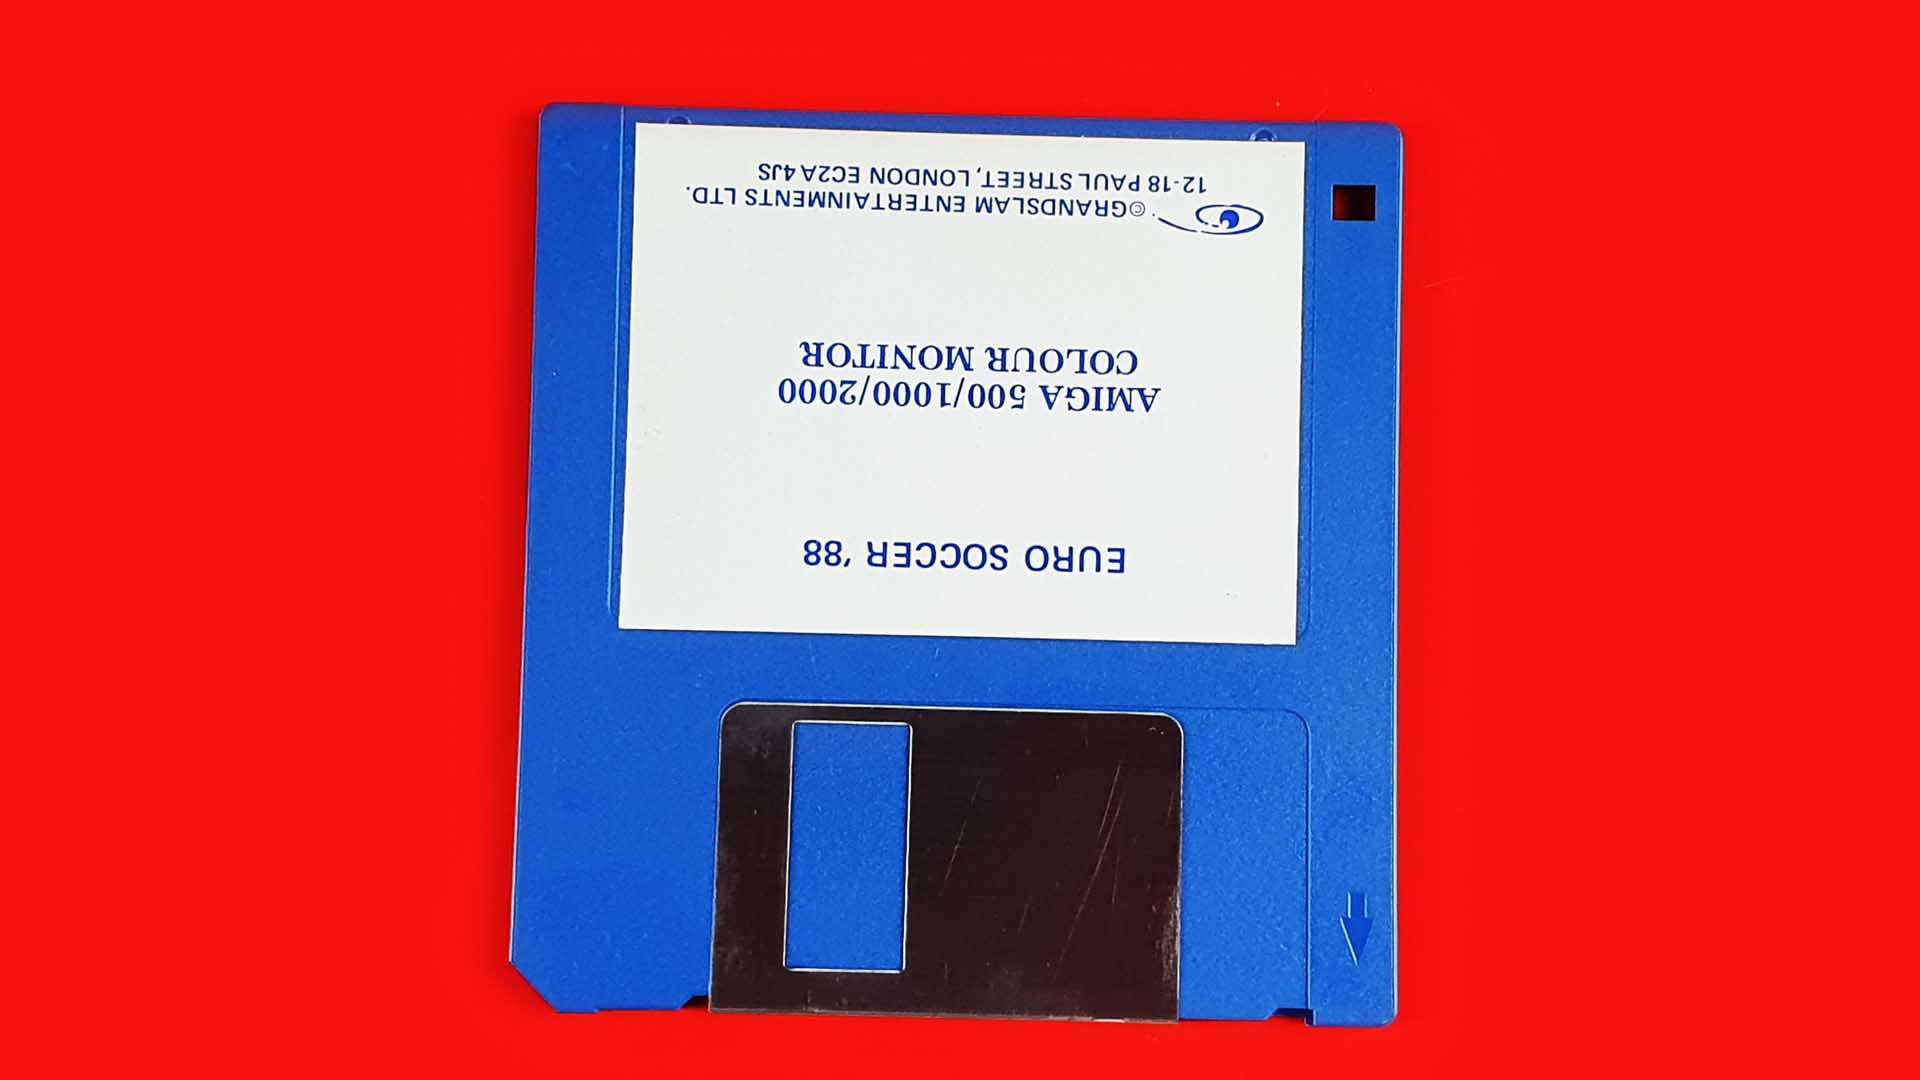 EURO SOCCER '88
AMIGA 500/1000/2000
COLOUR MONITOR
©GRANDSLAM ENTERTAINMENTS LTD.
12-18 PAUL STREET, LONDON EC2A 4JS